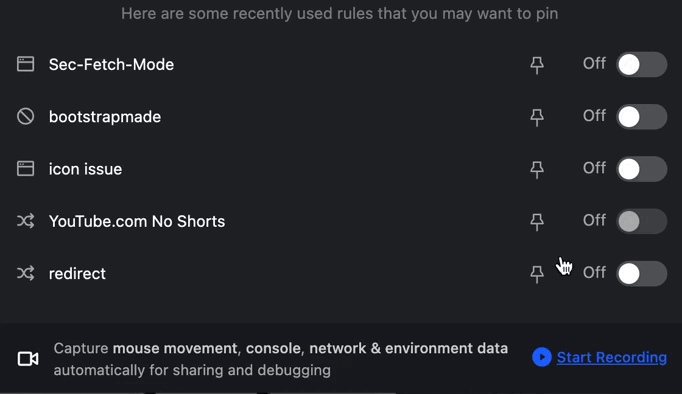 Here are some recently used rules that you may want to pin
Sec-Fetch-Mode Off
bootstrapmade Off
icon issue Off
YouTube.com No Shorts Off
redirect Off
Capture mouse movement, console, network & environment data
automatically for sharing and debugging
Start Recording